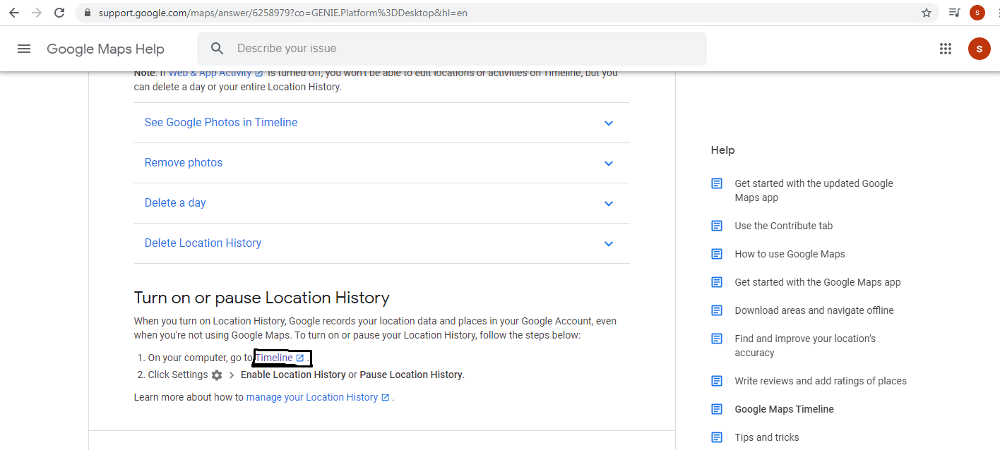 support.google.com/maps/answer/6258979?co=GENIE.Platform%3DDesktop&hl=en
S
Google Maps Help
Describe your issue
S
Note: If Web & App Activity is turned off, you won't be able to edit locations or activities on Timeline, but you
can delete a day or your entire Location History.
See Google Photos in Timeline
Remove photos
Delete a day
Delete Location History
Turn on or pause Location History
When you turn on Location History, Google records your location data and places in your Google Account, even
when you're not using Google Maps. To turn on or pause your Location History, follow the steps below:
1. On your computer, go to Timeline .
2. Click Settings > Enable Location History or Pause Location History.
Learn more about how to manage your Location History .
Help
Get started with the updated Google
Maps app
Use the Contribute tab
How to use Google Maps
Get started with the Google Maps app
Download areas and navigate offline
Find and improve your location's
accuracy
Write reviews and add ratings of places
Google Maps Timeline
Tips and tricks